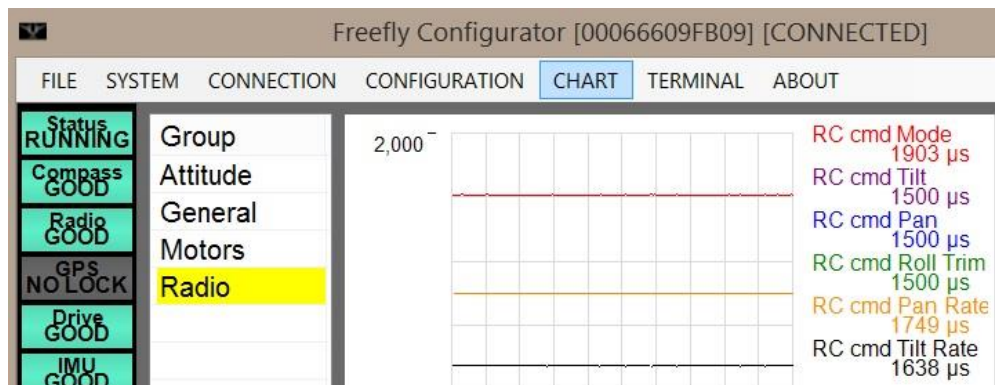 Freefly Configurator [00066609FB09] [CONNECTED]
FILE SYSTEM CONNECTION CONFIGURATION CHART TERMINAL ABOUT
Status
RUNNING
Compass
GOOD
Radio
GOOD
GPS
NO LOCK
Drive
GOOD
IMU
GOOD
Group
Attitude
General
Motors
Radio
2,000
RC cmd Mode
1903 µs
RC cmd Tilt
1500 µs
RC cmd Pan
1500 µs
RC cmd Roll Trim
1500 µs
RC cmd Pan Rate
1749 µs
RC cmd Tilt Rate
1638 µs